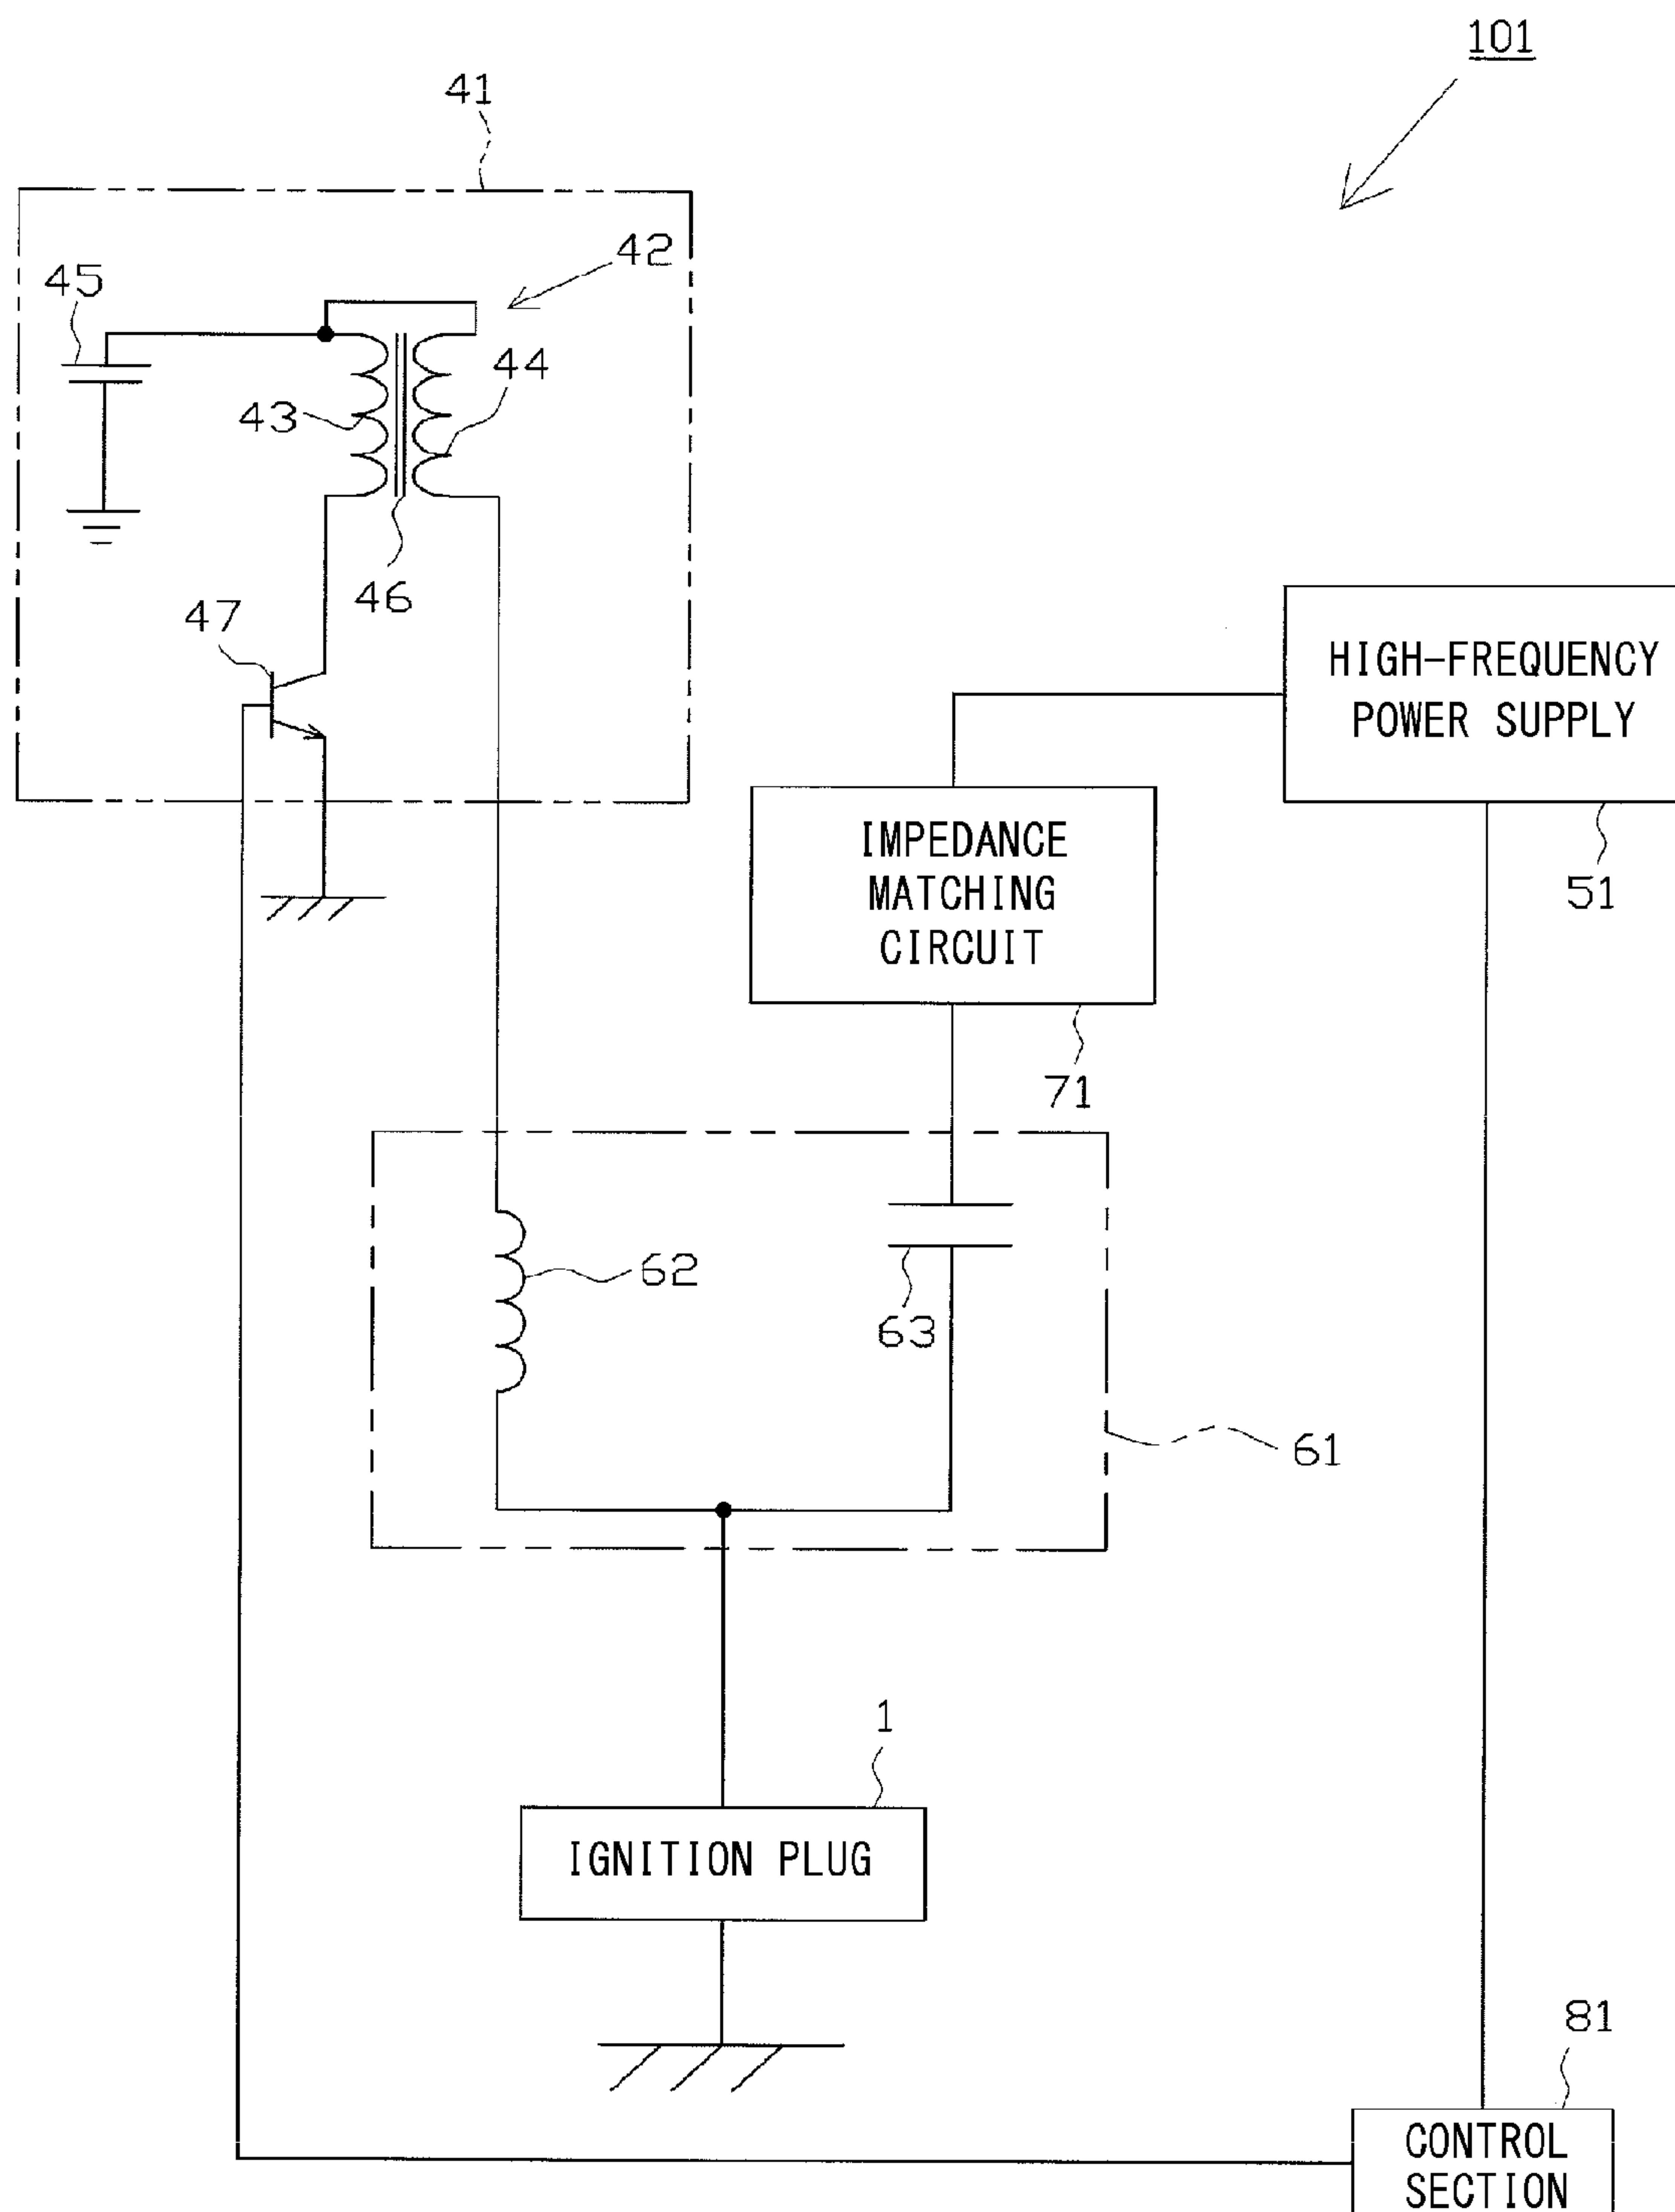 101
41
42
45
44
43
46
47
HIGH-FREQUENCY
POWER SUPPLY
51
IMPEDANCE
MATCHING
CIRCUIT
71
62
63
61
1
IGNITION PLUG
81
CONTROL
SECTION